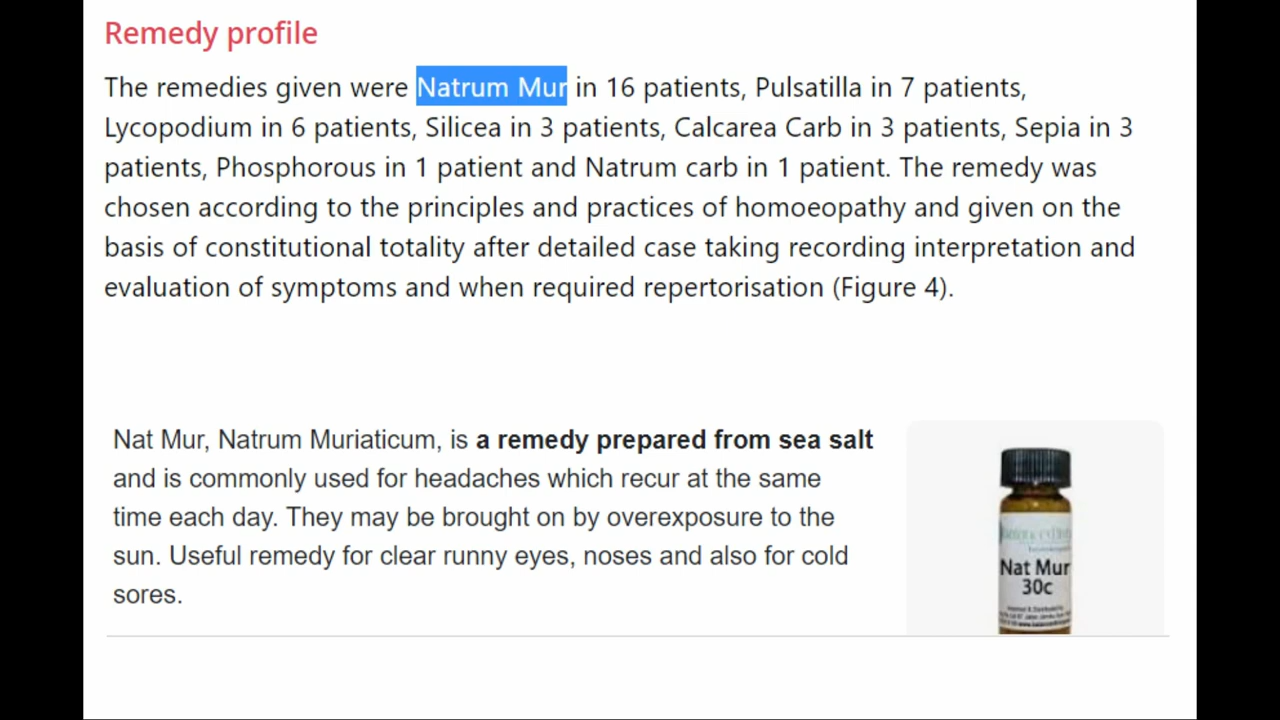 Remedy profile
The remedies given were Natrum Mur in 16 patients, Pulsatilla in 7 patients,
Lycopodium in 6 patients, Silicea in 3 patients, Calcarea Carb in 3 patients, Sepia in 3
patients, Phosphorous in 1 patient and Natrum carb in 1 patient. The remedy was
chosen according to the principles and practices of homoeopathy and given on the
basis of constitutional totality after detailed case taking recording interpretation and
evaluation of symptoms and when required repertorisation (Figure 4).
Nat Mur, Natrum Muriaticum, is a remedy prepared from sea salt
and is commonly used for headaches which recur at the same
time each day. They may be brought on by overexposure to the
sun. Useful remedy for clear runny eyes, noses and also for cold
sores.
Nat Mur
30c